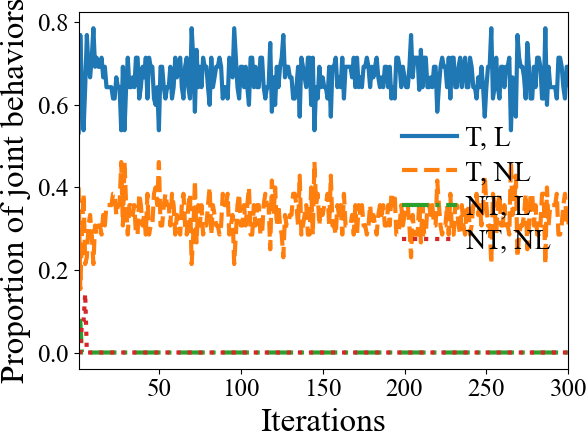 Proportion of joint behaviors
0.8
0.6
0.4
0.2
0.0
T, L
T, NL
NT, L
NT, NL
50
100
150
200
250
300
Iterations